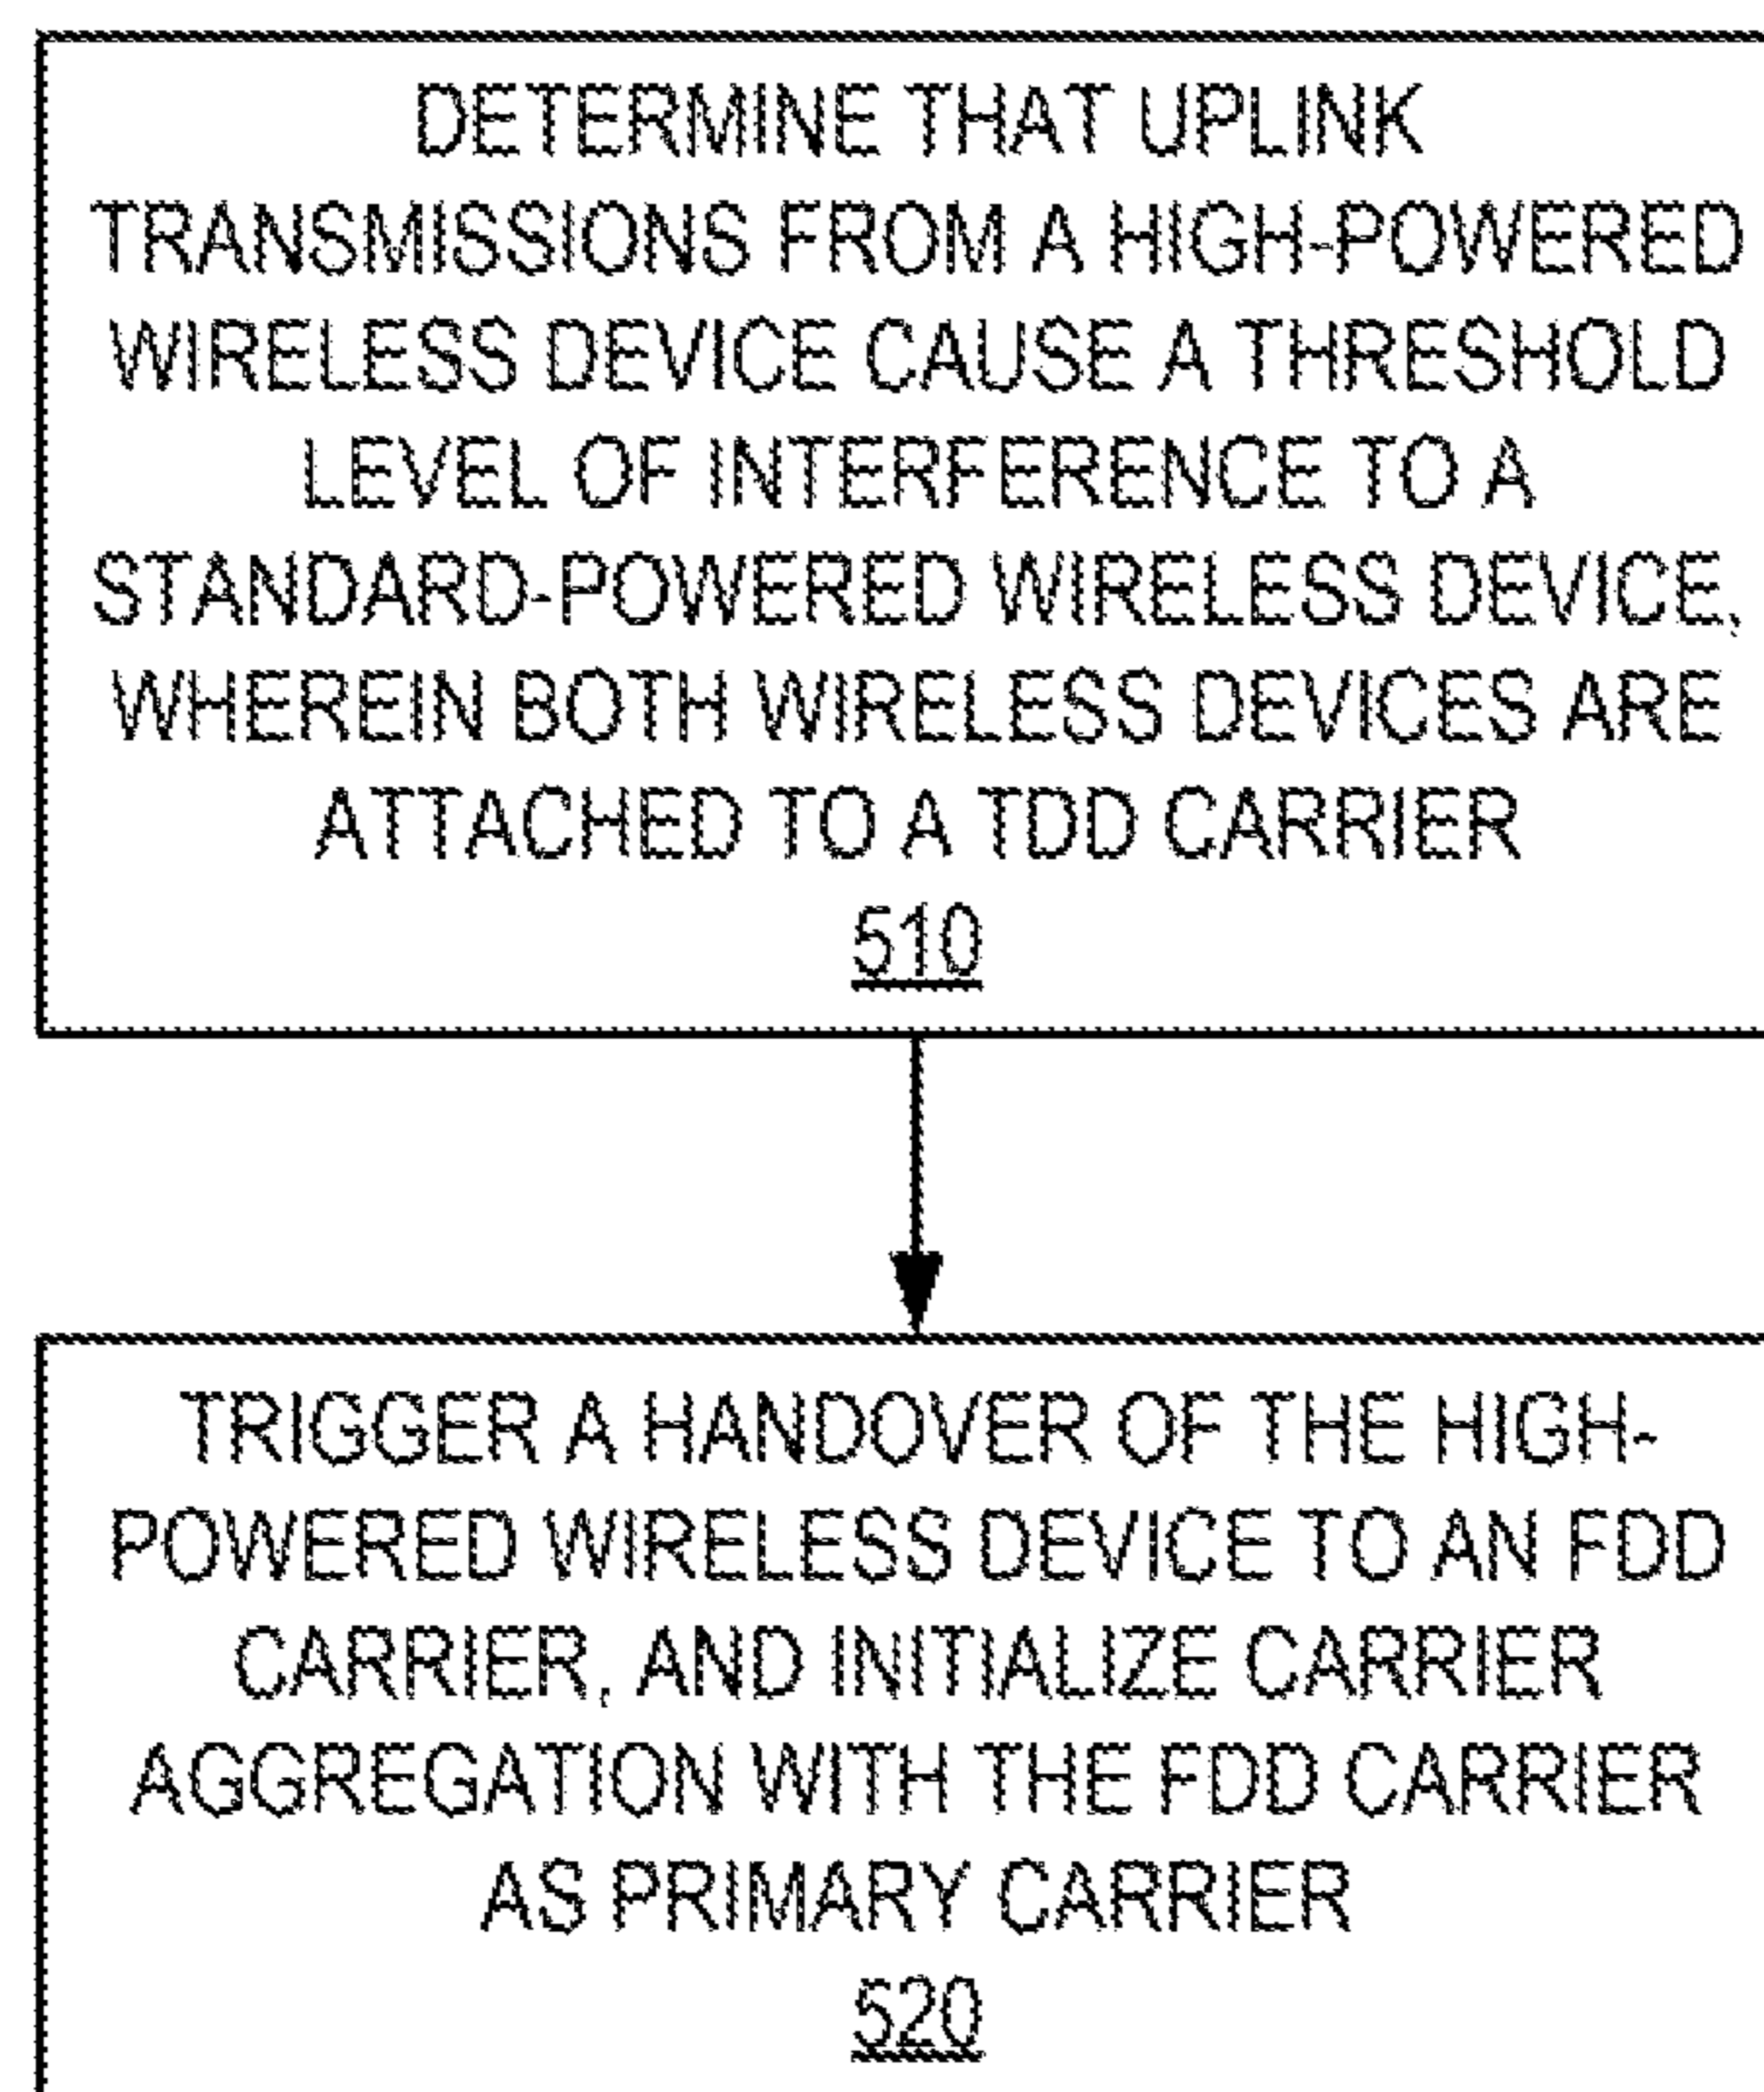 DETERMINE THAT UPLINK
TRANSMISSIONS FROM A HIGH-POWERED
WIRELESS DEVICE CAUSE A THRESHOLD
LEVEL OF INTERFERENCE TO A
STANDARD-POWERED WIRELESS DEVICE,
WHEREIN BOTH WIRELESS DEVICES ARE
ATTACHED TO A TDD CARRIER
510
TRIGGER A HANDOVER OF THE HIGH-
POWERED WIRELESS DEVICE TO AN FDD
CARRIER, AND INITIALIZE CARRIER
AGGREGATION WITH THE FDD CARRIER
AS PRIMARY CARRIER
520